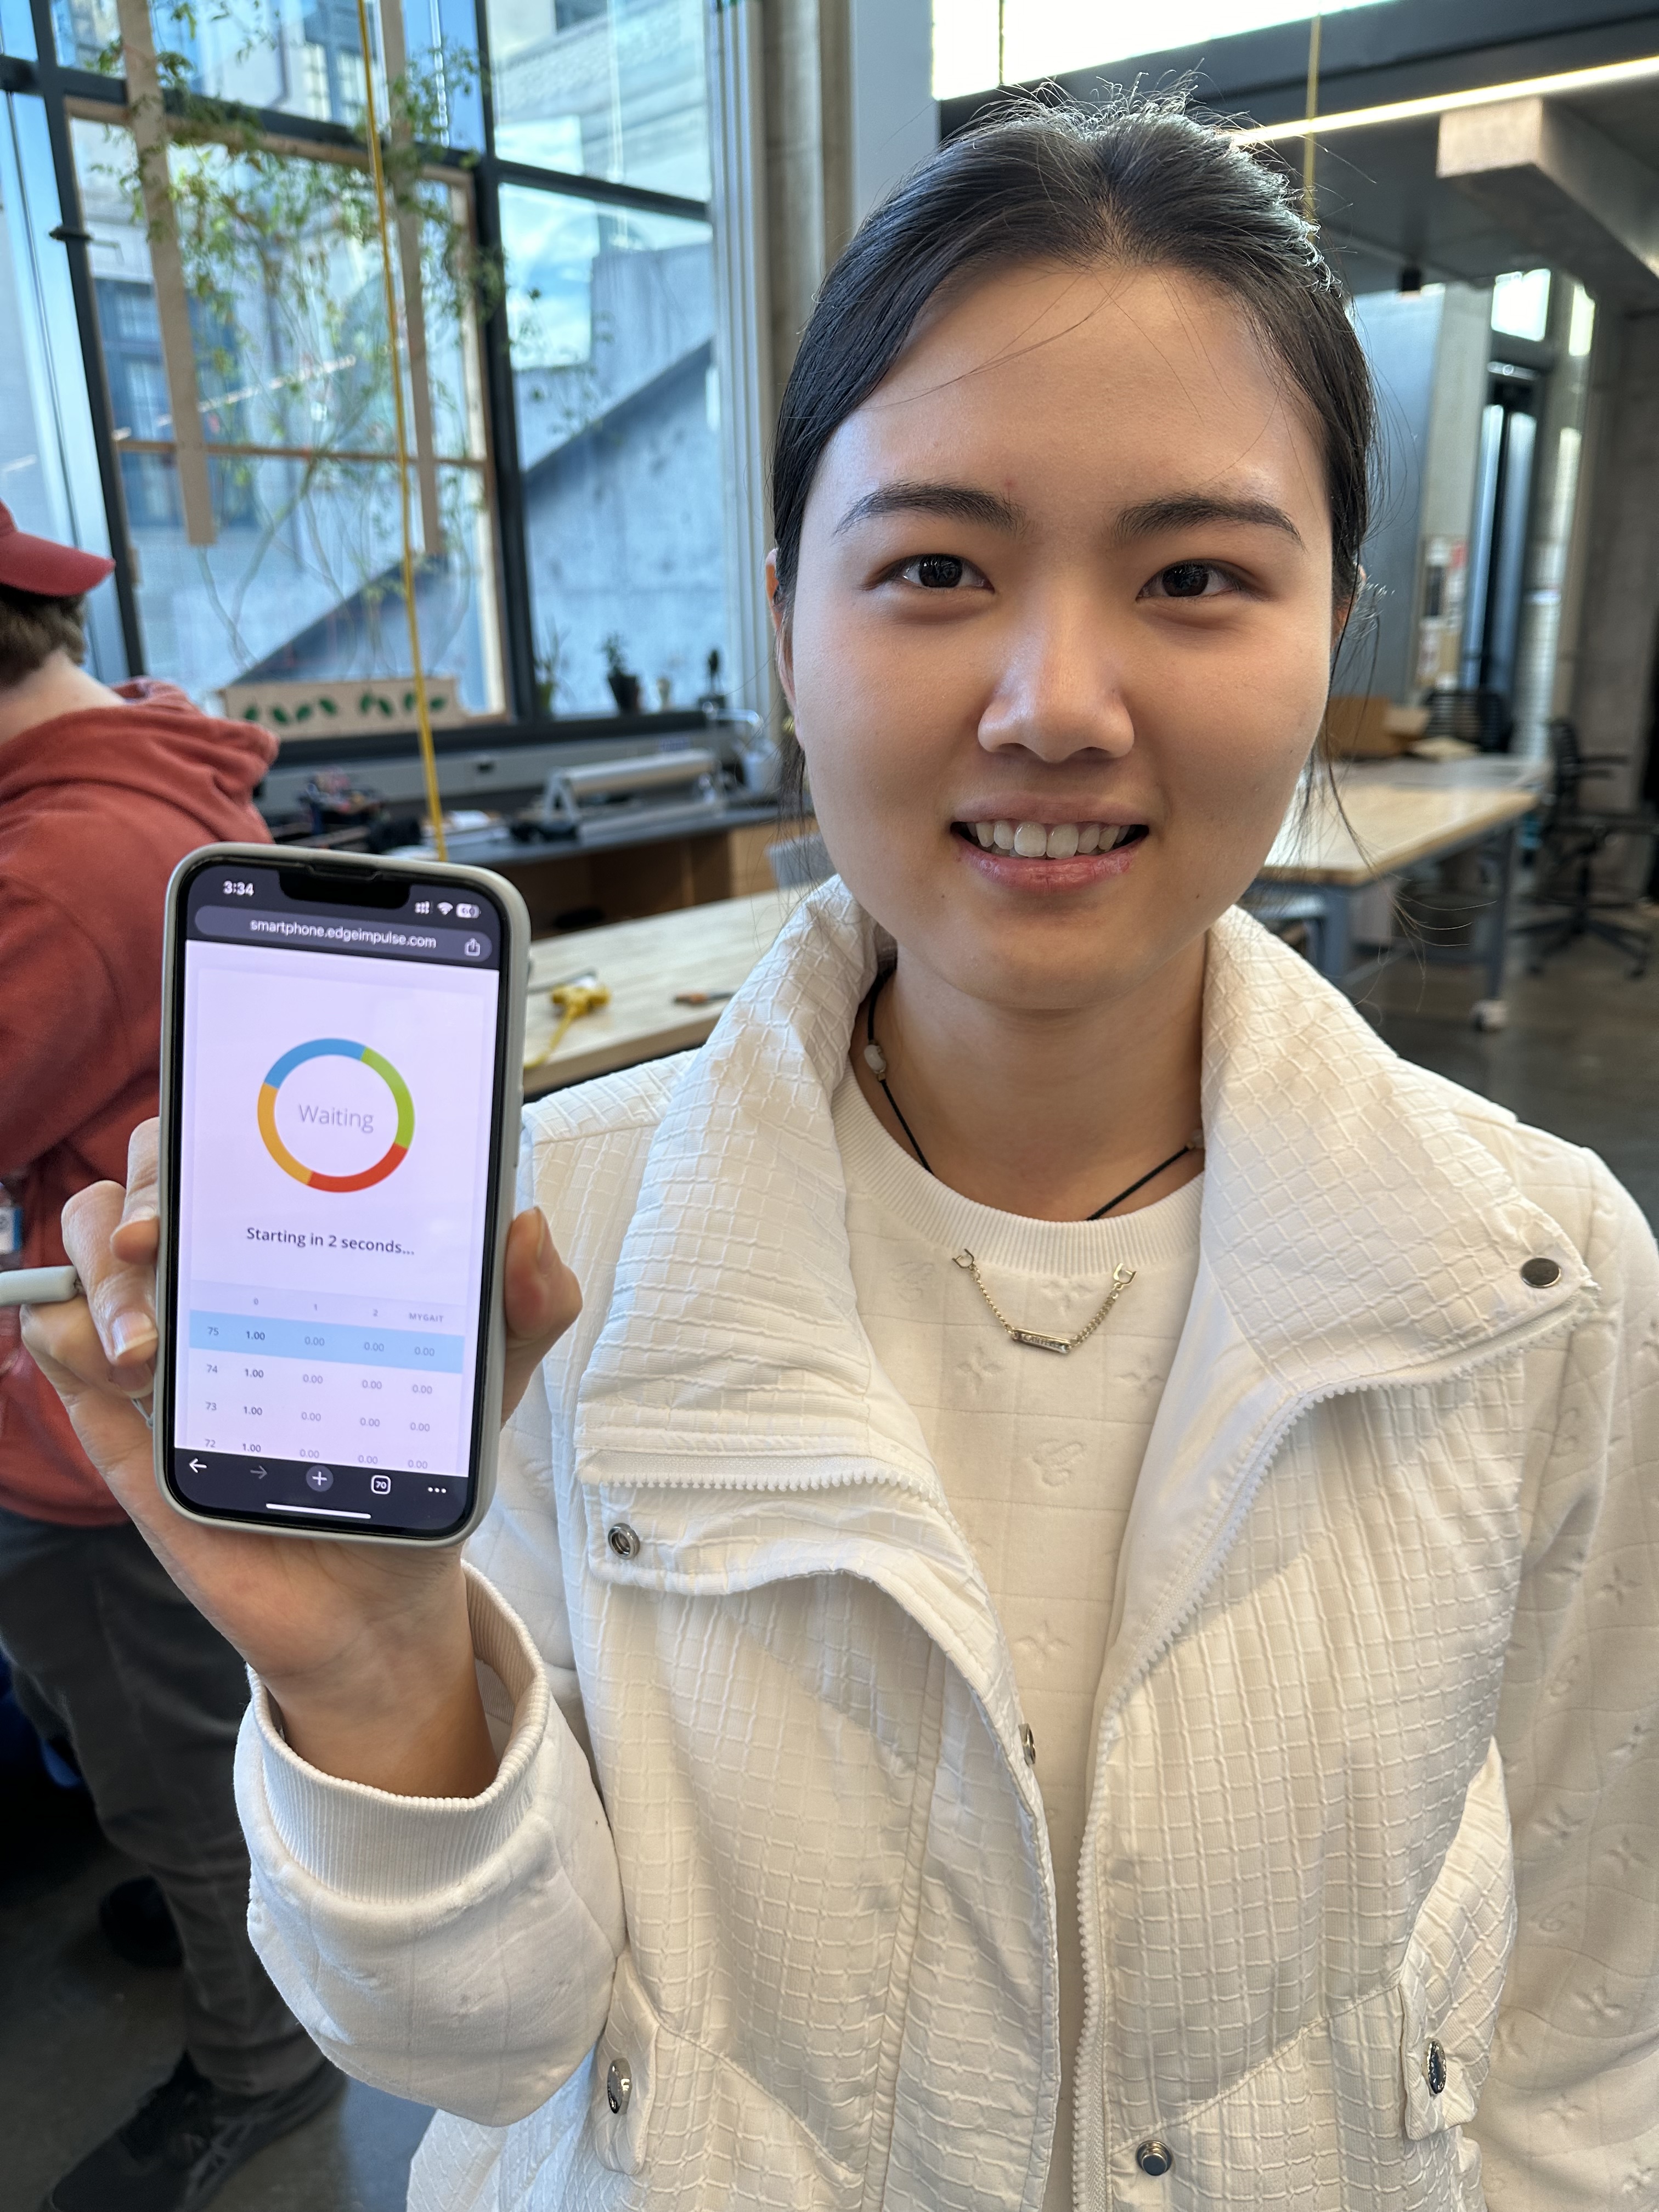 3:34
smartphone.edgeimpulse.com
Waiting
Starting in 2 seconds...
0 1 2 MYGAIT
75 1.00 0.00 0.00 0.00
74 1.00 0.00 0.00 0.00
73 1.00 0.00 0.00 0.00
72 1.00 0.00 0.00 0.00
70